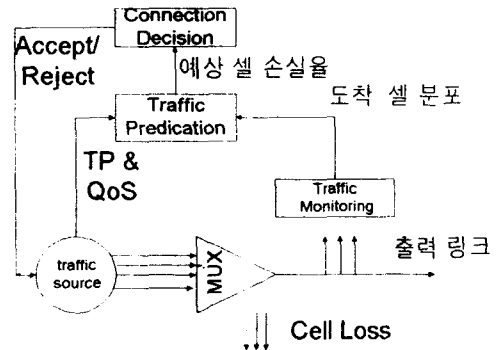 Connection
Decision
Accept/
Reject
예상 셀 손실율
Traffic
Predication
도착 셀 분포
TP &
QoS
Traffic
Monitoring
traffic
source
MUX
출력 링크
Cell Loss